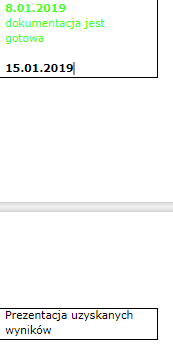 8.01.2019
dokumentacja jest
gotowa
15.01.2019
Prezentacja uzyskanych
wyników